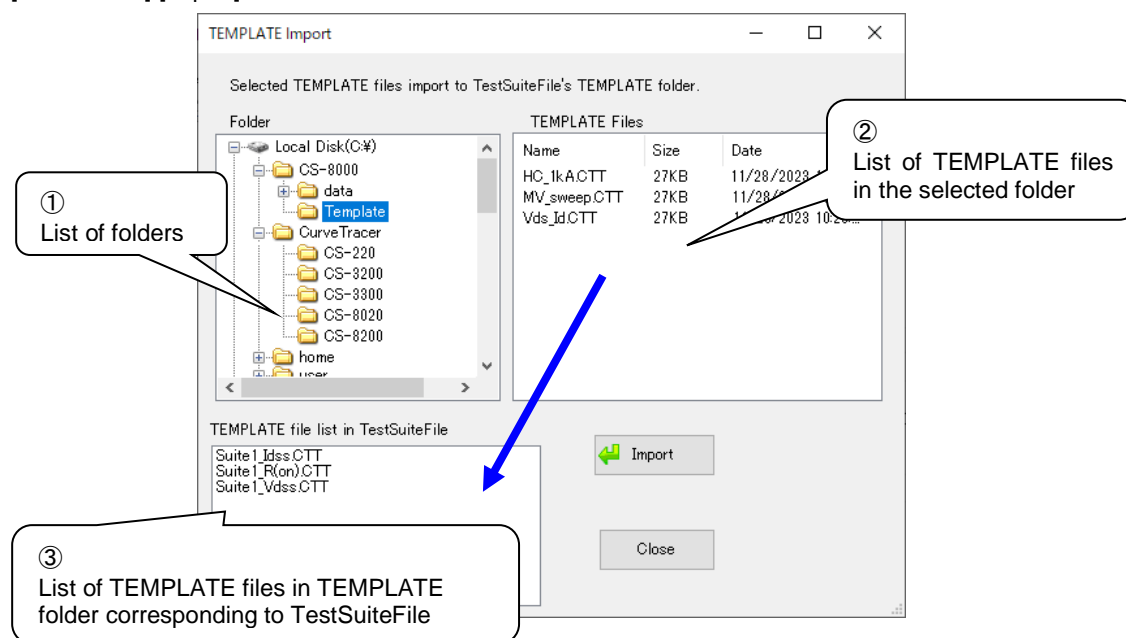 TEMPLATE Import
Selected TEMPLATE files import to TestSuiteFile's TEMPLATE folder.
Folder
Local Disk(C:¥)
CS-8000
data
Template
CurveTracer
CS-220
CS-3200
CS-3300
CS-8020
CS-8200
home
user
TEMPLATE Files
Name Size Date
HC_1kA.CTT 27KB 11/28/2023
MV_sweep.CTT 27KB 11/28/
Vds_Id.CTT 27KB
①
List of folders
②
List of TEMPLATE files
in the selected folder
TEMPLATE file list in TestSuiteFile
Suite1_Idss.CTT
Suite1_R(on).CTT
Suite1_Vdss.CTT
Import
Close
③
List of TEMPLATE files in TEMPLATE
folder corresponding to TestSuiteFile